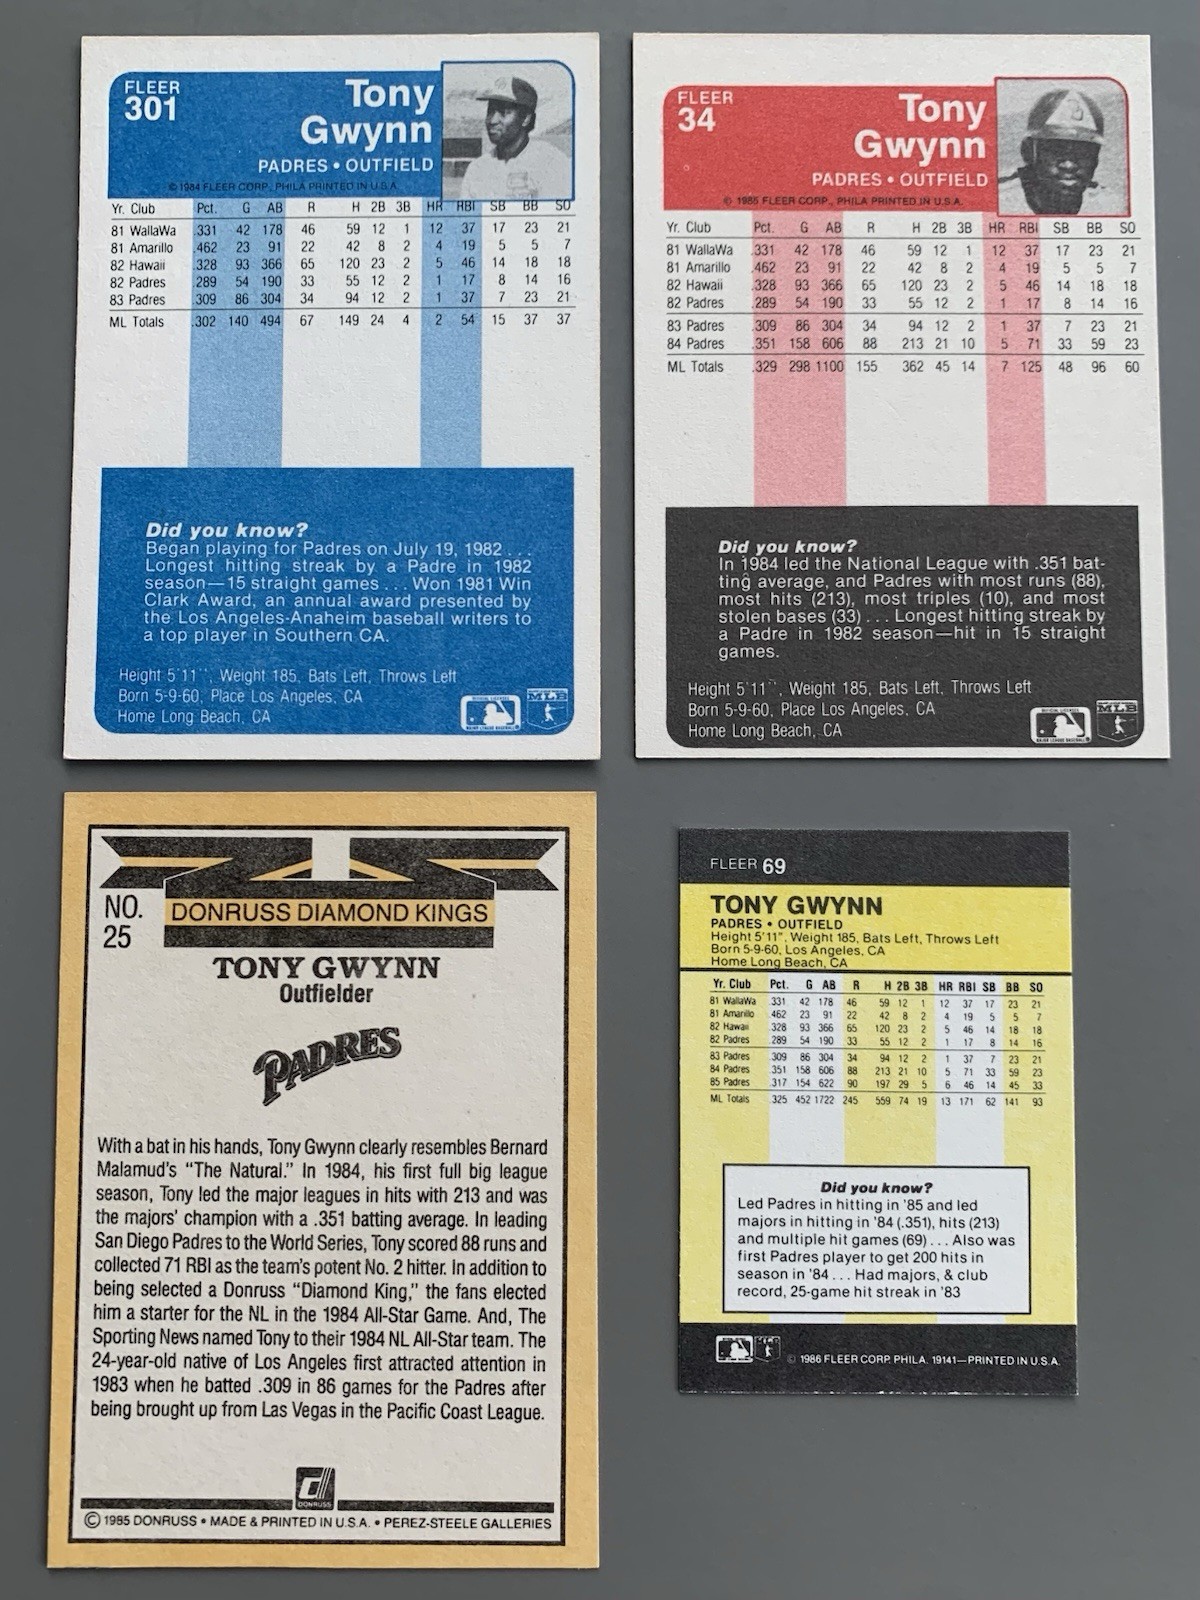 FLEER
301
Tony
Gwynn
PADRES • OUTFIELD
© 1984 FLEER CORP., PHILA PRINTED IN U.S.A.
Yr. Club Pct. G AB R H 2B 3B HR RBI SB BB SO
81 WallaWa .331 42 178 46 59 12 1 12 37 17 23 21
81 Amarillo .462 23 91 22 42 8 2 4 19 5 5 7
82 Hawaii .328 93 366 65 120 23 2 5 46 14 18 18
82 Padres .289 54 190 33 55 12 2 1 17 8 14 16
83 Padres .309 86 304 34 94 12 2 1 37 7 23 21
ML Totals .302 140 494 67 149 24 4 2 54 15 37 37
Did you know?
Began playing for Padres on July 19, 1982 . . .
Longest hitting streak by a Padre in 1982
season—15 straight games . . . Won 1981 Win
Clark Award, an annual award presented by
the Los Angeles-Anaheim baseball writers to
a top player in Southern CA.
Height 5'11", Weight 185, Bats Left, Throws Left
Born 5-9-60, Place Los Angeles, CA
Home Long Beach, CA
MLB
FLEER
34
Tony
Gwynn
PADRES • OUTFIELD
© 1985 FLEER CORP., PHILA PRINTED IN U.S.A.
Yr. Club Pct. G AB R H 2B 3B HR RBI SB BB SO
81 WallaWa .331 42 178 46 59 12 1 12 37 17 23 21
81 Amarillo .462 23 91 22 42 8 2 4 19 5 5 7
82 Hawaii .328 93 366 65 120 23 2 5 46 14 18 18
82 Padres .289 54 190 33 55 12 2 1 17 8 14 16
83 Padres .309 86 304 34 94 12 2 1 37 7 23 21
84 Padres .351 158 606 88 213 21 10 5 71 33 59 23
ML Totals .329 298 1100 155 362 45 14 7 125 48 96 60
Did you know?
In 1984 led the National League with .351 bat-
ting average, and Padres with most runs (88),
most hits (213), most triples (10), and most
stolen bases (33) . . . Longest hitting streak by
a Padre in 1982 season—hit in 15 straight
games.
Height 5'11", Weight 185, Bats Left, Throws Left
Born 5-9-60, Place Los Angeles, CA
Home Long Beach, CA
MLB
NO.
25
DONRUSS DIAMOND KINGS
TONY GWYNN
Outfielder
PADRES
With a bat in his hands, Tony Gwynn clearly resembles Bernard
Malamud's "The Natural." In 1984, his first full big league
season, Tony led the major leagues in hits with 213 and was
the majors' champion with a .351 batting average. In leading
San Diego Padres to the World Series, Tony scored 88 runs and
collected 71 RBI as the team's potent No. 2 hitter. In addition to
being selected a Donruss "Diamond King," the fans elected
him a starter for the NL in the 1984 All-Star Game. And, The
Sporting News named Tony to their 1984 NL All-Star team. The
24-year-old native of Los Angeles first attracted attention in
1983 when he batted .309 in 86 games for the Padres after
being brought up from Las Vegas in the Pacific Coast League.
DONRUSS
© 1985 DONRUSS • MADE & PRINTED IN U.S.A. • PEREZ-STEELE GALLERIES
FLEER 69
TONY GWYNN
PADRES • OUTFIELD
Height 5'11", Weight 185, Bats Left, Throws Left
Born 5-9-60, Los Angeles, CA
Home Long Beach, CA
Yr. Club Pct. G AB R H 2B 3B HR RBI SB BB SO
81 WallaWa .331 42 178 46 59 12 1 12 37 17 23 21
81 Amarillo .462 23 91 22 42 8 2 4 19 5 5 7
82 Hawaii .328 93 366 65 120 23 2 5 46 14 18 18
82 Padres .289 54 190 33 55 12 2 1 17 8 14 16
83 Padres .309 86 304 34 94 12 2 1 37 7 23 21
84 Padres .351 158 606 88 213 21 10 5 71 33 59 23
85 Padres .317 154 622 90 197 29 5 6 46 14 45 33
ML Totals .325 452 1722 245 559 74 19 13 171 62 141 93
Did you know?
Led Padres in hitting in '85 and led
majors in hitting in '84 (.351), hits (213)
and multiple hit games (69) . . . Also was
first Padres player to get 200 hits in
season in '84 . . . Had majors, & club
record, 25-game hit streak in '83
MLB
© 1986 FLEER CORP. PHILA. 19141—PRINTED IN U.S.A.